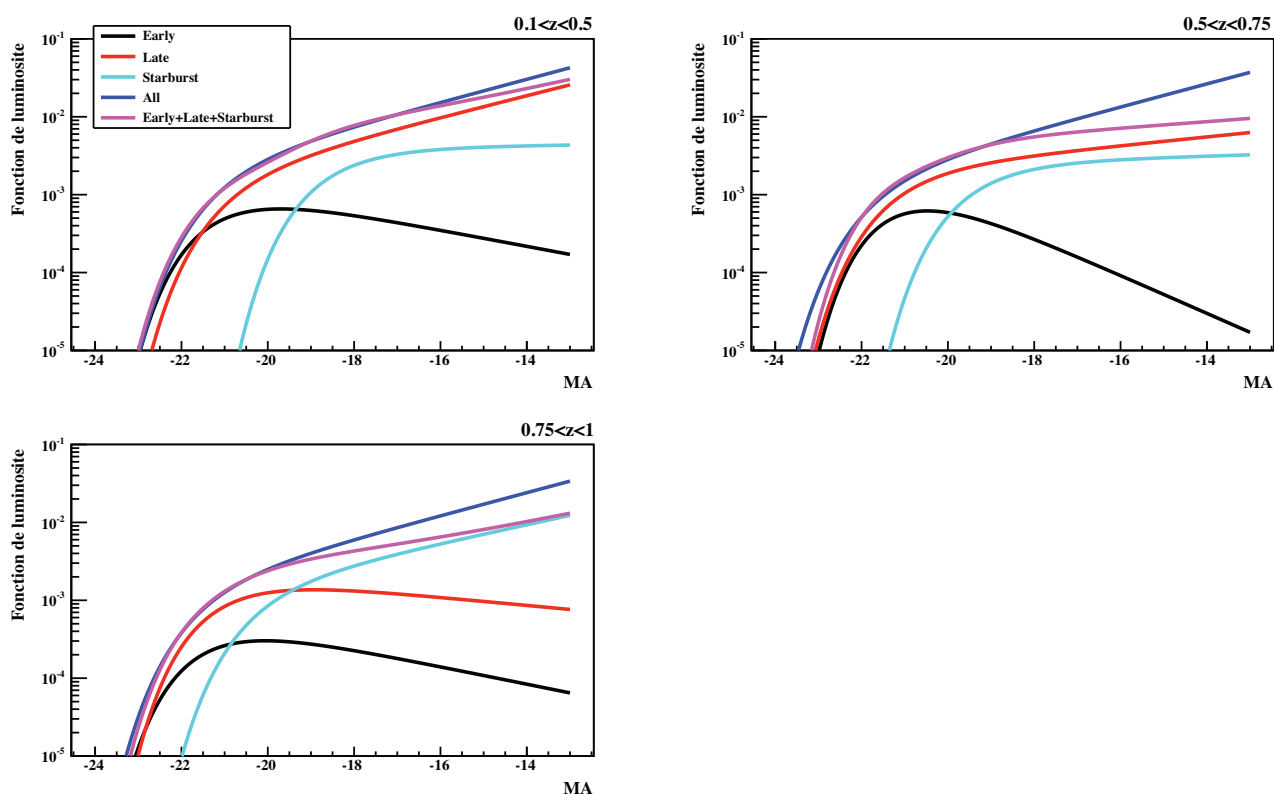 0.1<z<0.5
Fonction de luminosite
10^-1
10^-2
10^-3
10^-4
10^-5
Early
Late
Starburst
All
Early+Late+Starburst
-24 -22 -20 -18 -16 -14
MA
0.5<z<0.75
Fonction de luminosite
10^-1
10^-2
10^-3
10^-4
10^-5
-24 -22 -20 -18 -16 -14
MA
0.75<z<1
Fonction de luminosite
10^-1
10^-2
10^-3
10^-4
10^-5
-24 -22 -20 -18 -16 -14
MA